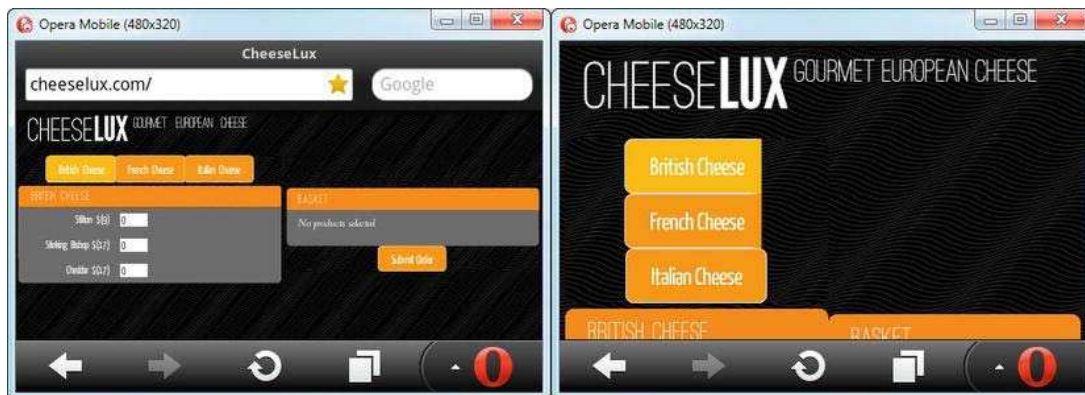 Opera Mobile (480x320)
CheeseLux
cheeselux.com/
Google
CHEESELUX GOURMET EUROPEAN CHEESE
British Cheese French Cheese Italian Cheese
BRITISH CHEESE
Stilton $(9) 0
Stinking Bishop $(17) 0
Cheddar $(17) 0
BASKET
No products selected
Submit Order
Opera Mobile (480x320)
CHEESELUX GOURMET EUROPEAN CHEESE
British Cheese
French Cheese
Italian Cheese
BRITISH CHEESE
BASKET